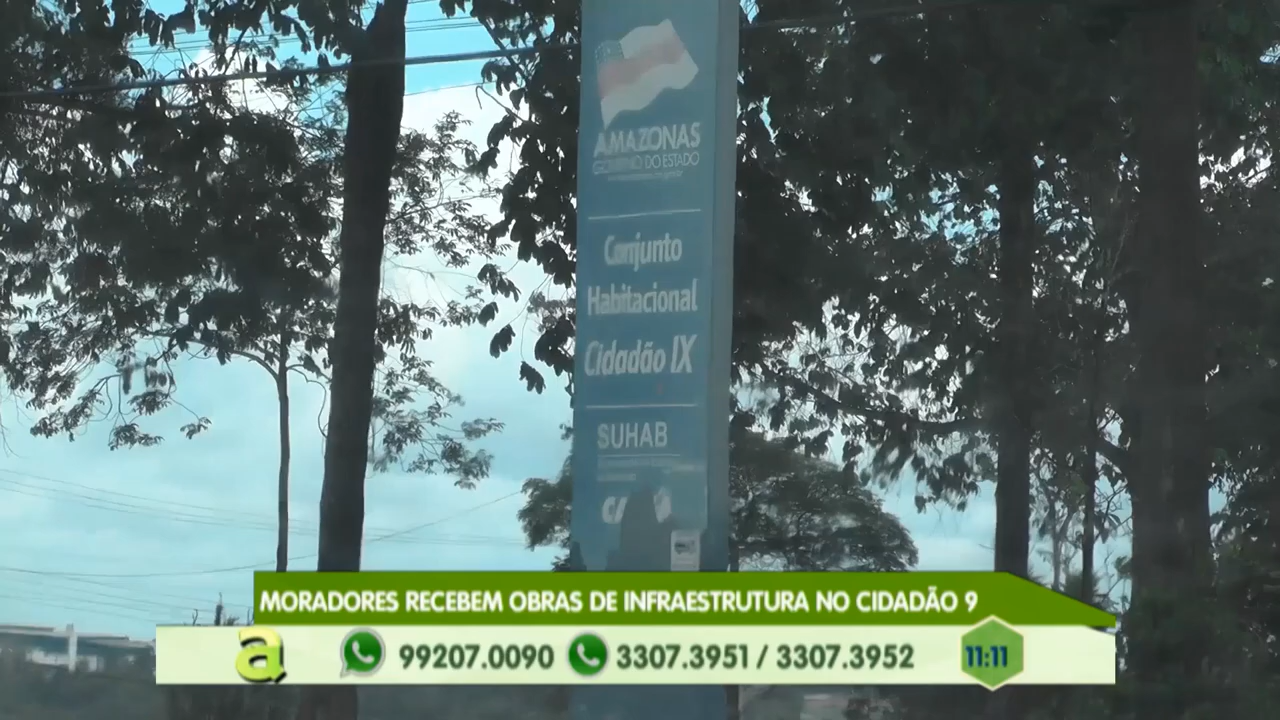 AMAZONAS
GOVERNO DO ESTADO
Conjunto
Habitacional
Cidadão IX
SUHAB
MORADORES RECEBEM OBRAS DE INFRAESTRUTURA NO CIDADÃO 9
a 99207.0090 3307.3951 / 3307.3952 11:11